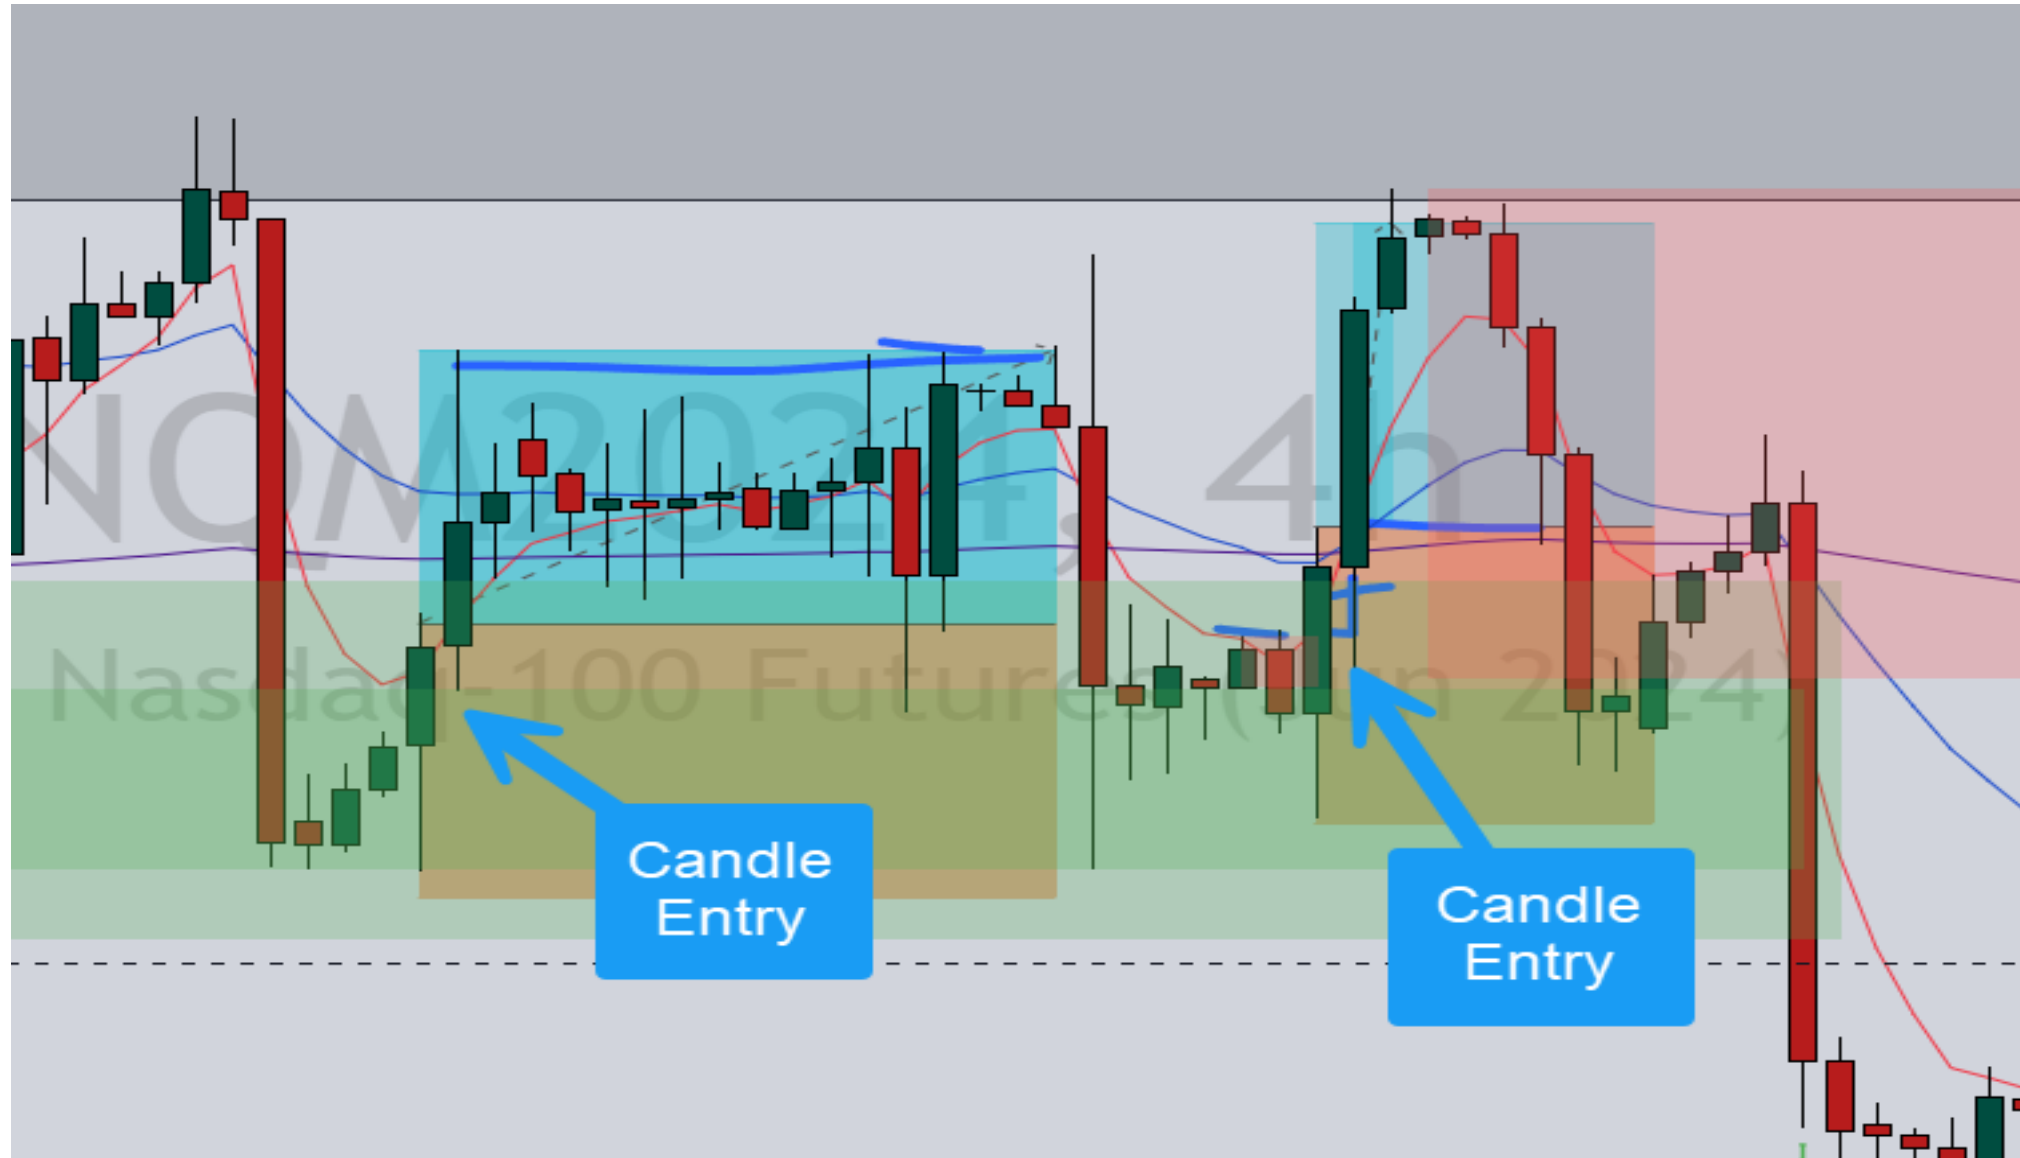 NQM2024, 4h
Nasdaq-100 Futures (Jun 2024)
Candle
Entry
Candle
Entry